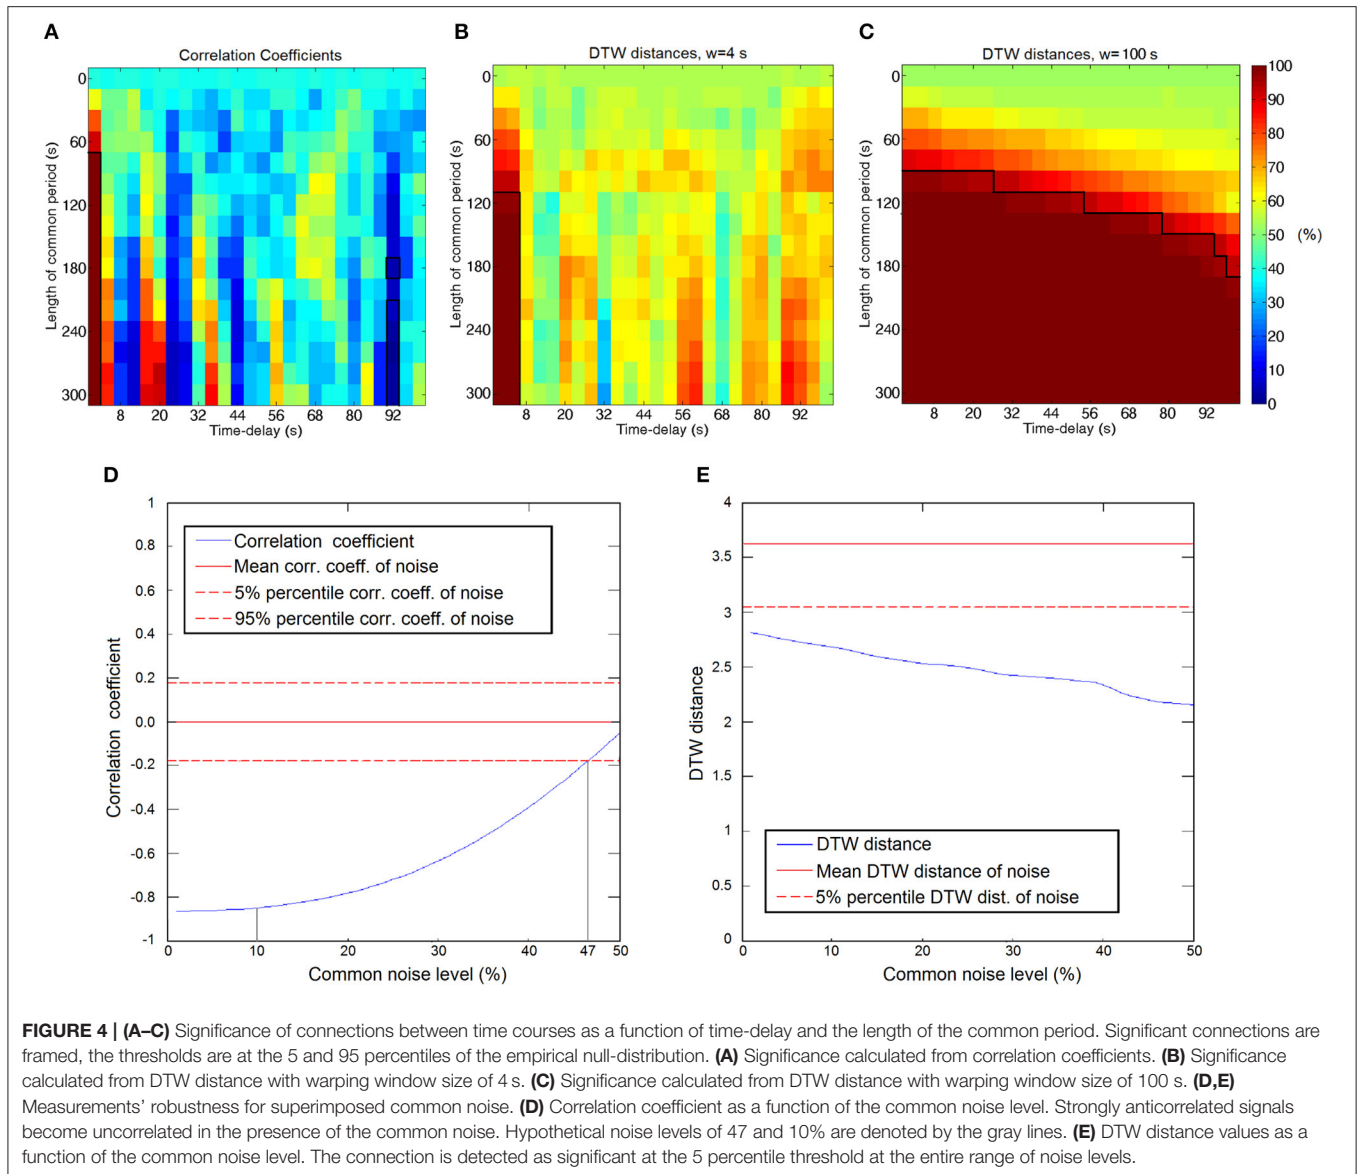 A
B
C
Correlation Coefficients
DTW distances, w=4 s
DTW distances, w=100 s
Length of common period (s)
0
60
120
180
240
300
8
20
32
44
56
68
80
92
Time-delay (s)
Length of common period (s)
0
60
120
180
240
300
8
20
32
44
56
68
80
92
Time-delay (s)
Length of common period (s)
0
60
120
180
240
300
8
20
32
44
56
68
80
92
Time-delay (s)
100
90
80
70
60
50
40
30
20
10
0
(%)
D
Correlation coefficient
1
0.8
0.6
0.4
0.2
0.0
-0.2
-0.4
-0.6
-0.8
-1
Correlation coefficient
Mean corr. coeff. of noise
5% percentile corr. coeff. of noise
95% percentile corr. coeff. of noise
0
10
20
30
40
47
50
Common noise level (%)
E
DTW distance
4
3.5
3
2.5
2
1.5
1
0.5
0
DTW distance
Mean DTW distance of noise
5% percentile DTW dist. of noise
0
10
20
30
40
50
Common noise level (%)
FIGURE 4 | (A–C) Significance of connections between time courses as a function of time-delay and the length of the common period. Significant connections are
framed, the thresholds are at the 5 and 95 percentiles of the empirical null-distribution. (A) Significance calculated from correlation coefficients. (B) Significance
calculated from DTW distance with warping window size of 4 s. (C) Significance calculated from DTW distance with warping window size of 100 s. (D,E)
Measurements' robustness for superimposed common noise. (D) Correlation coefficient as a function of the common noise level. Strongly anticorrelated signals
become uncorrelated in the presence of the common noise. Hypothetical noise levels of 47 and 10% are denoted by the gray lines. (E) DTW distance values as a
function of the common noise level. The connection is detected as significant at the 5 percentile threshold at the entire range of noise levels.